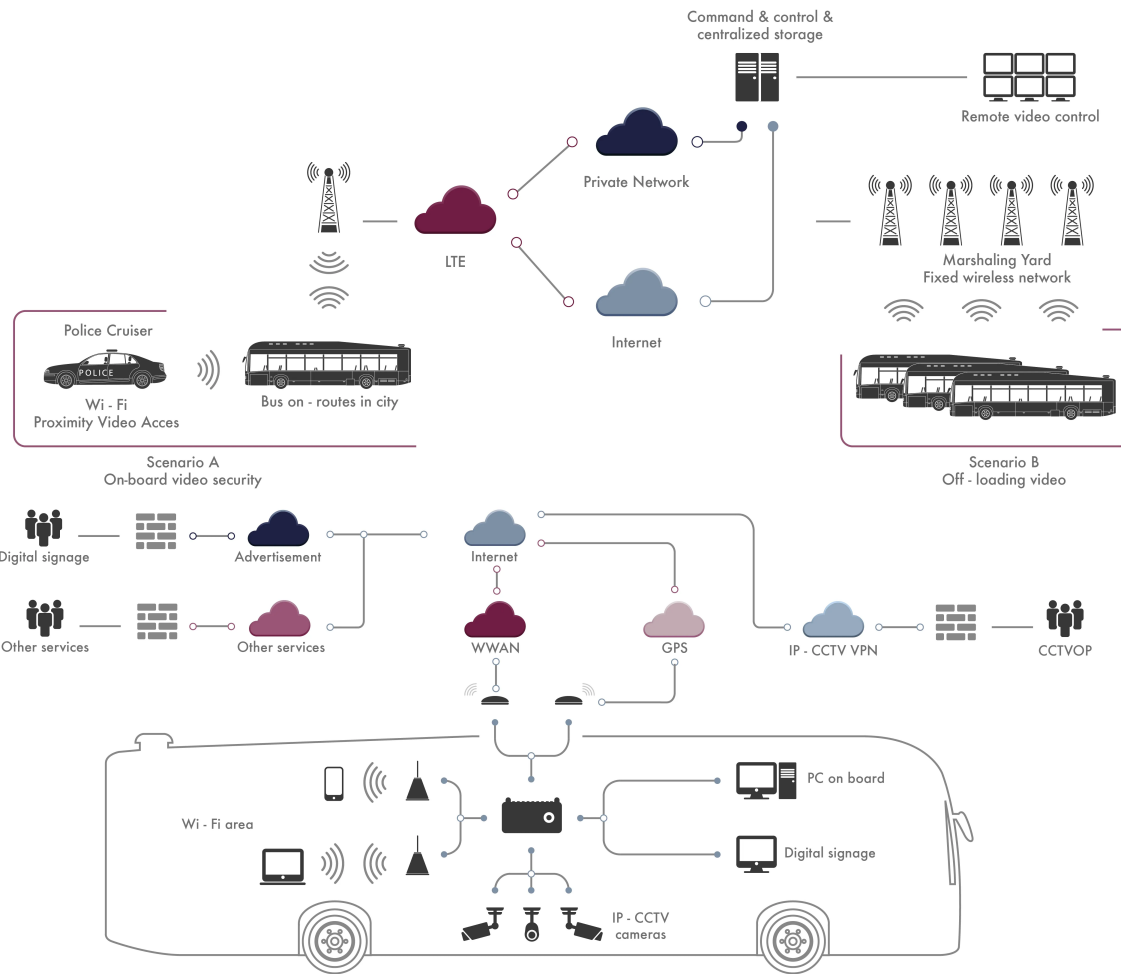 Command & control &
centralized storage
Remote video control
Private Network
LTE
Internet
Marshaling Yard
Fixed wireless network
Police Cruiser
POLICE
Wi - Fi
Proximity Video Acces
Bus on - routes in city
Scenario A
On-board video security
Scenario B
Off - loading video
Digital signage
Advertisement
Internet
Other services
Other services
WWAN
GPS
IP - CCTV VPN
CCTVOP
Wi - Fi area
PC on board
Digital signage
IP - CCTV
cameras